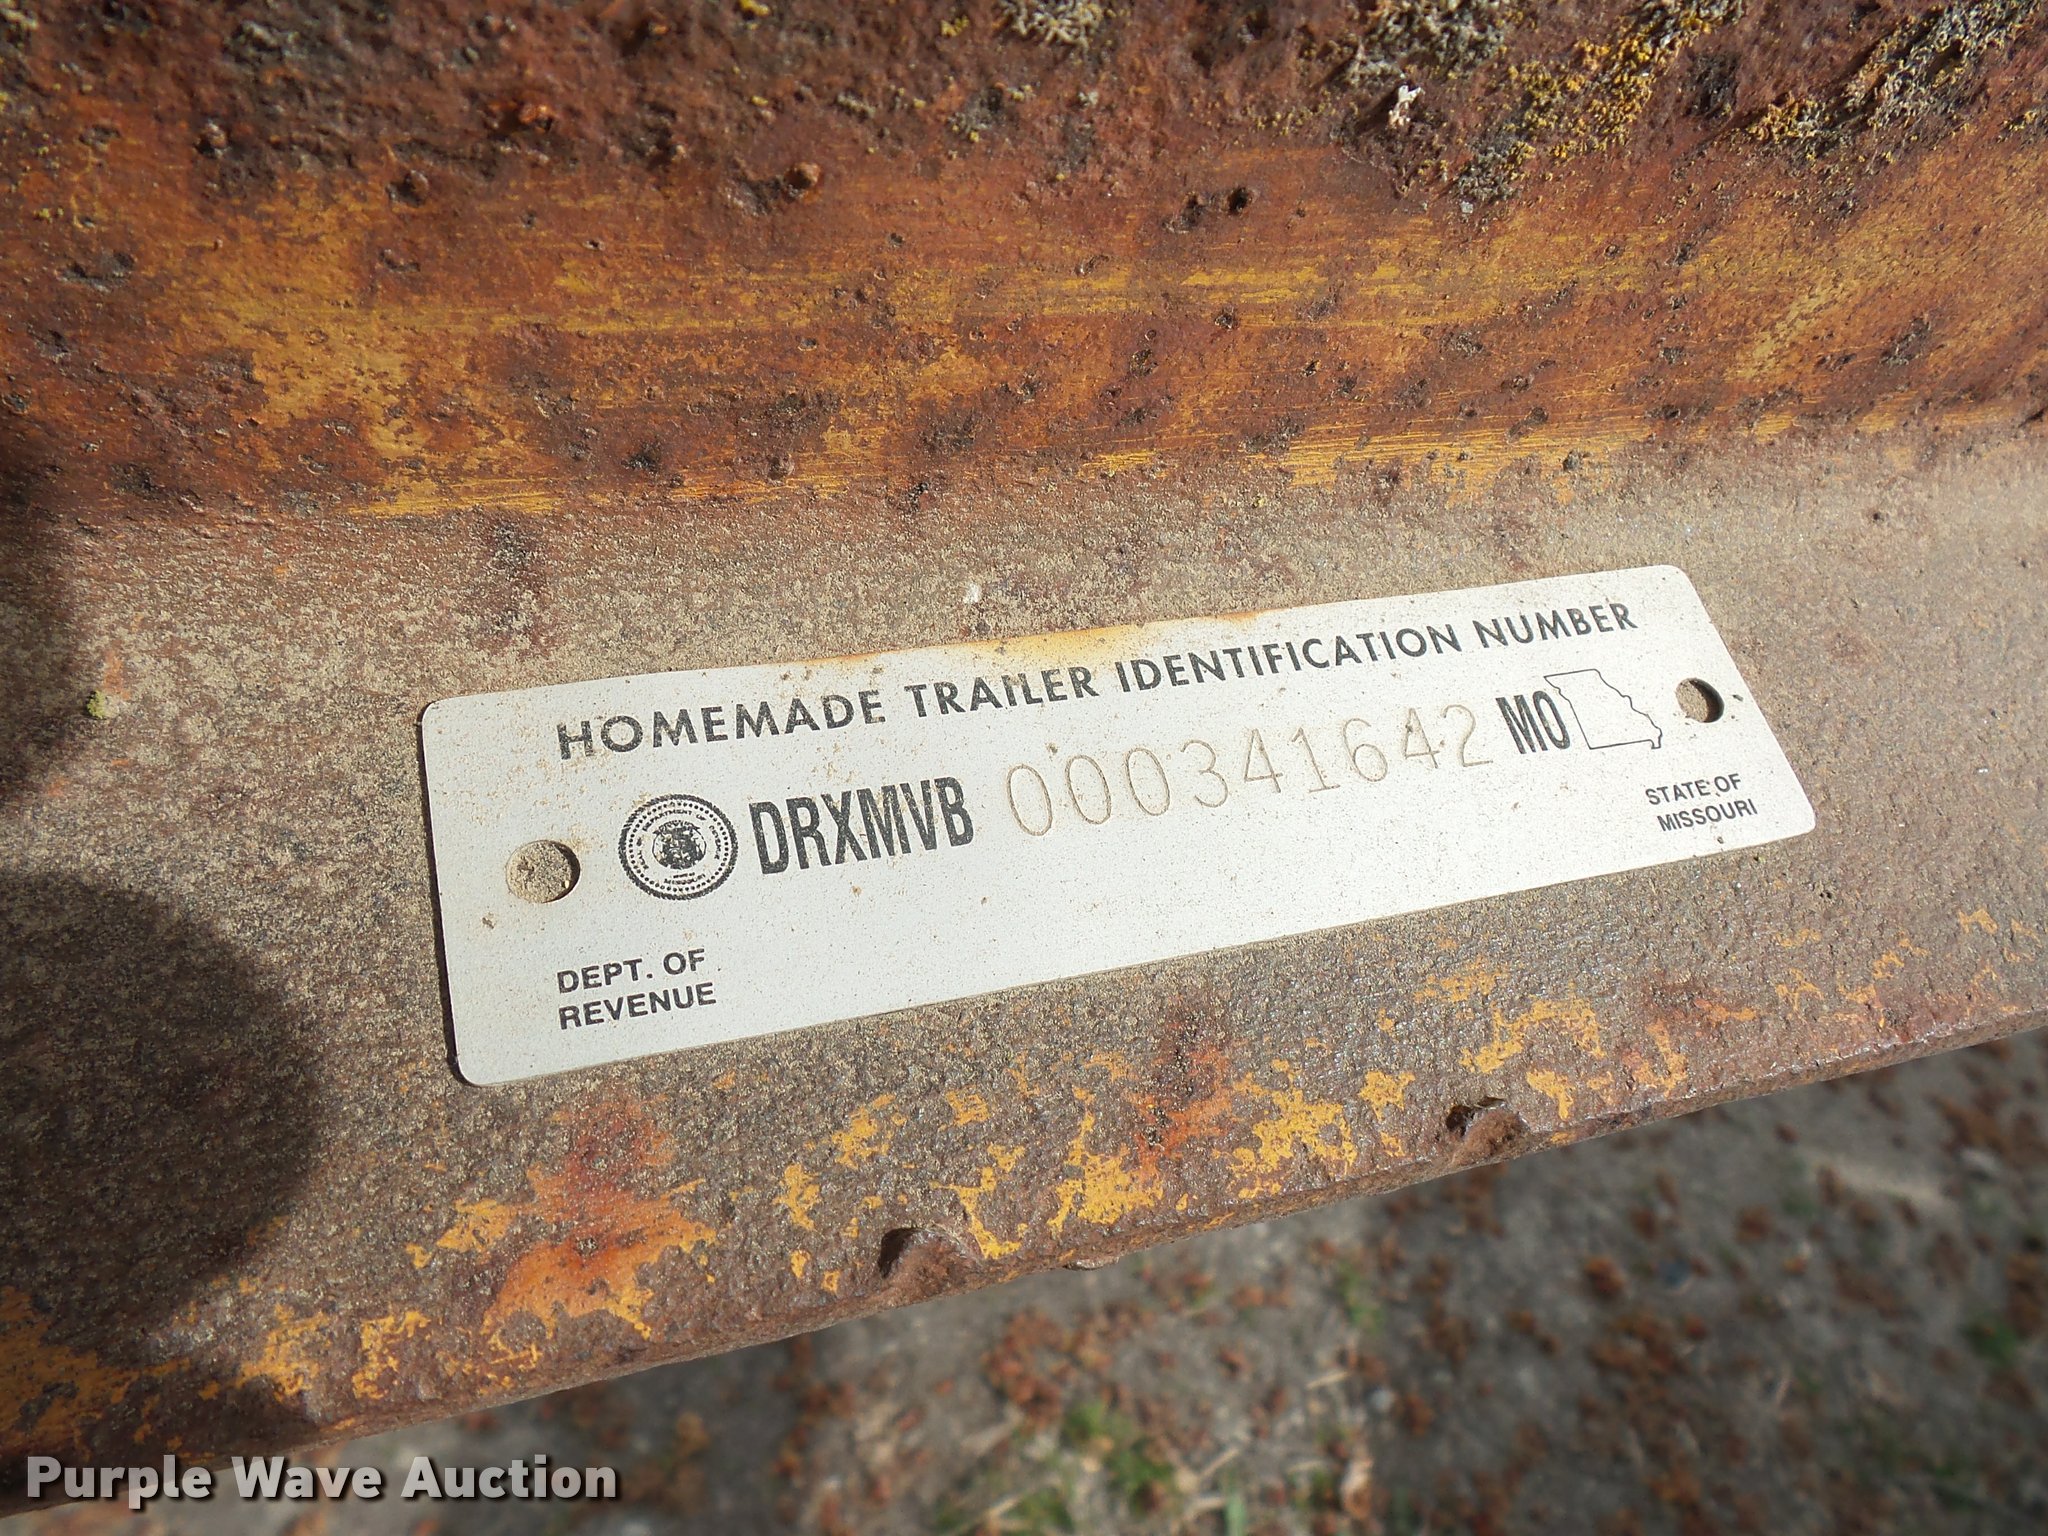 HOMEMADE TRAILER IDENTIFICATION NUMBER
DRXMVB 000341642 MO
STATE OF
MISSOURI
DEPT. OF
REVENUE
Purple Wave Auction